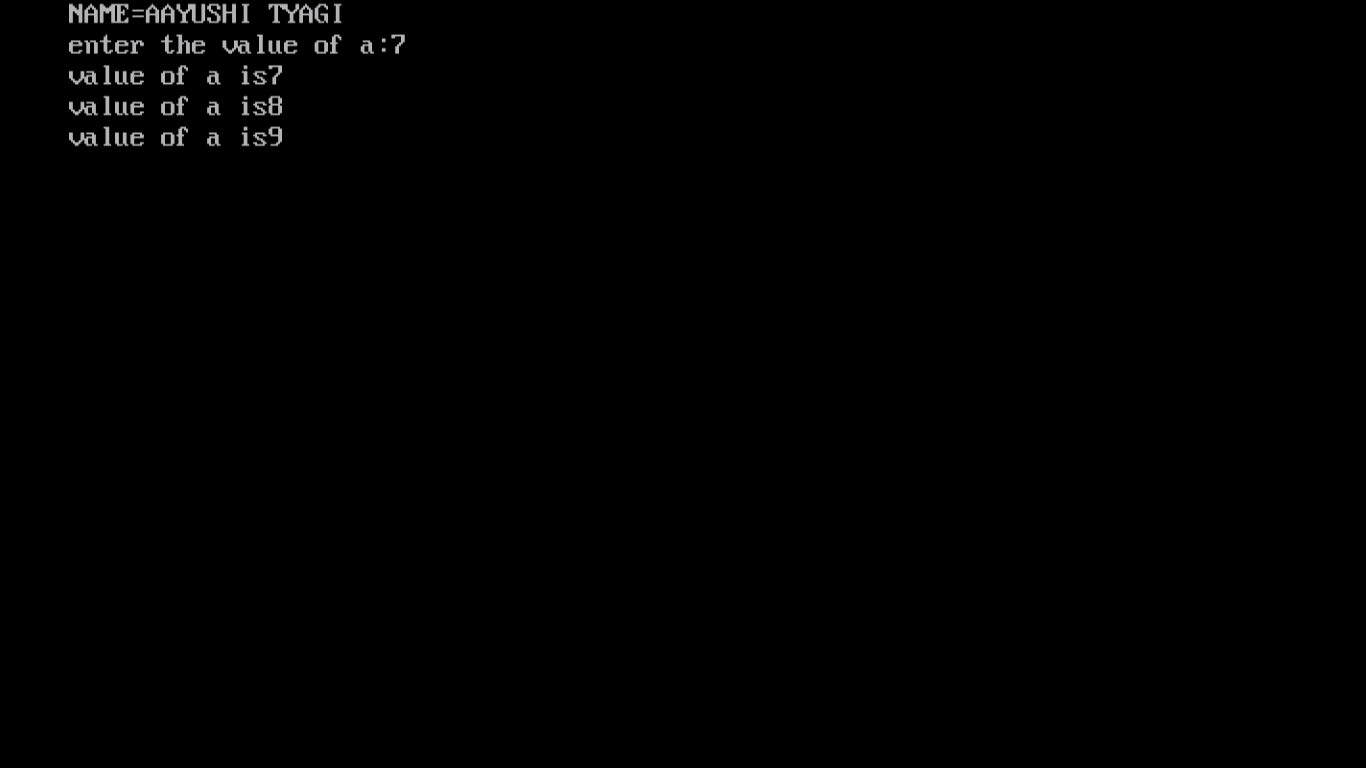 NAME=AAYUSHI TYAGI
enter the value of a:7
value of a is7
value of a is8
value of a is9